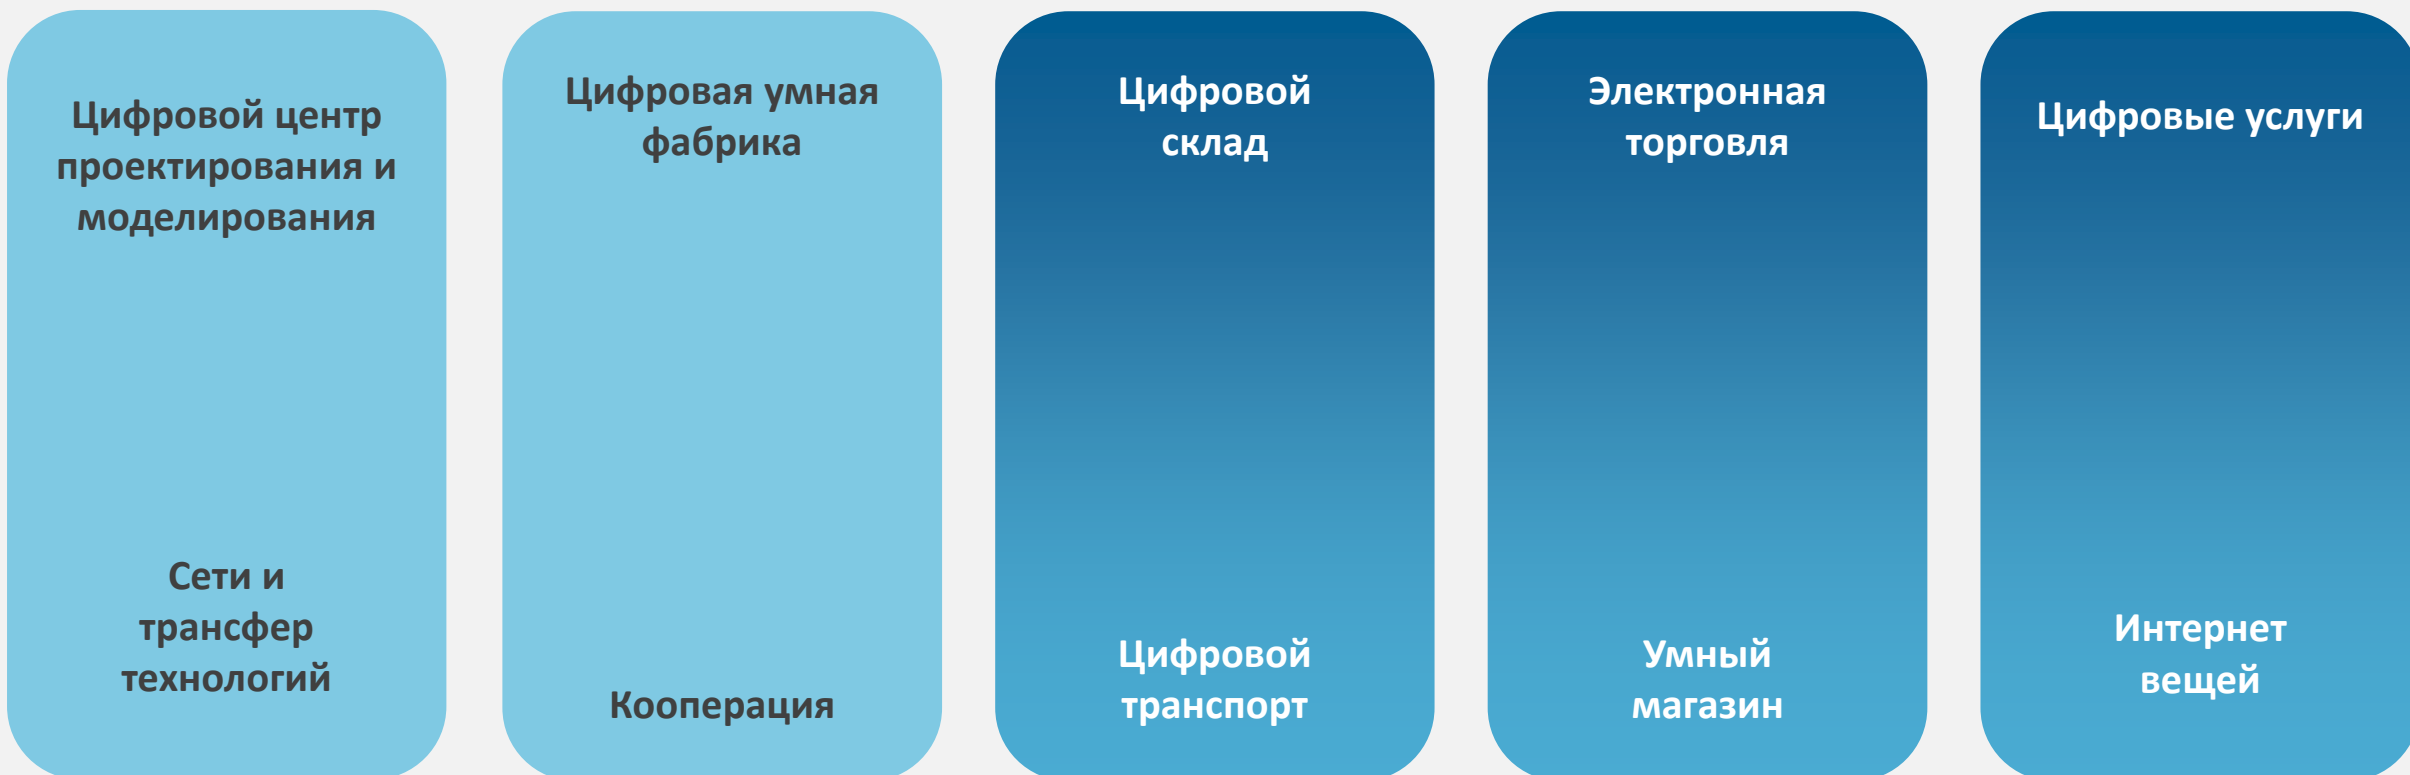 Цифровой центр
проектирования и
моделирования
Сети и
трансфер
технологий
Цифровая умная
фабрика
Кооперация
Цифровой
склад
Цифровой
транспорт
Электронная
торговля
Умный
магазин
Цифровые услуги
Интернет
вещей